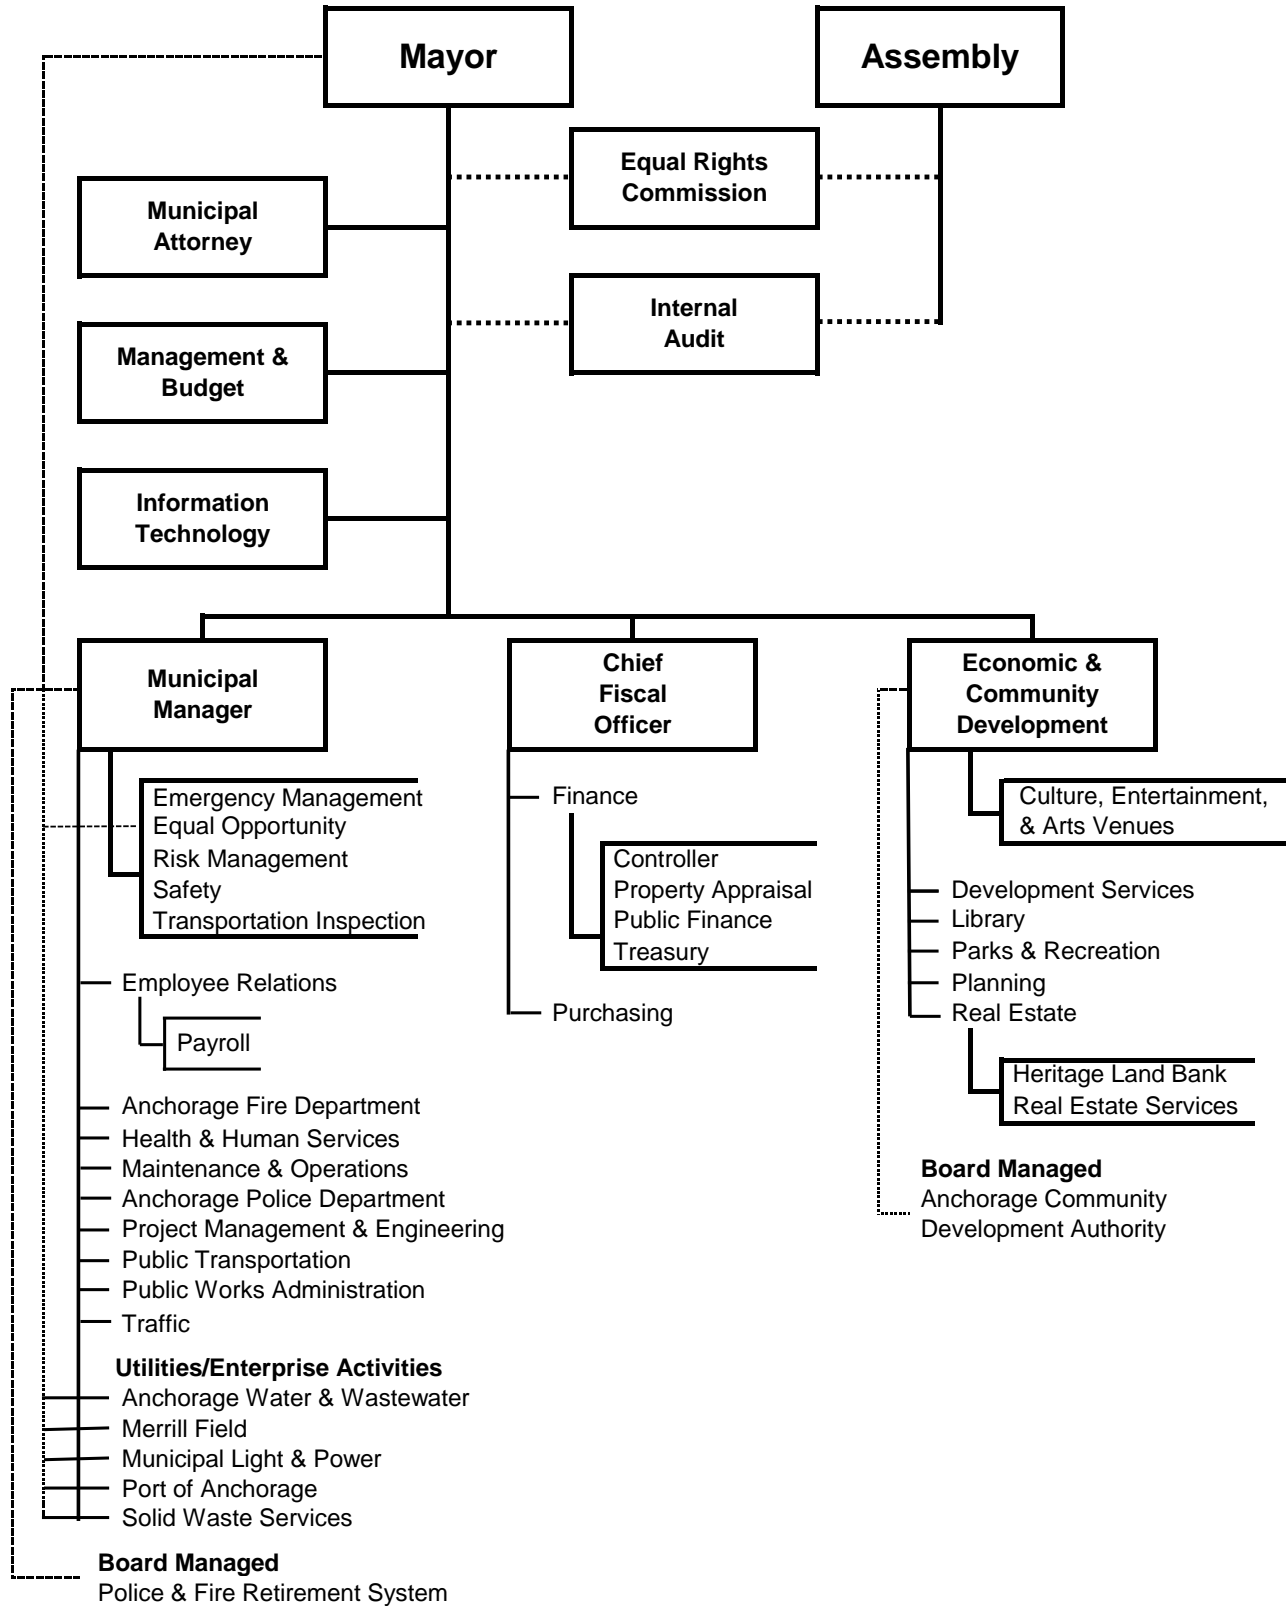 Mayor
Assembly
Equal Rights
Commission
Municipal
Attorney
Internal
Audit
Management &
Budget
Information
Technology
Municipal
Manager
Chief
Fiscal
Officer
Economic &
Community
Development
Emergency Management
Equal Opportunity
Risk Management
Safety
Transportation Inspection
Employee Relations
Payroll
Anchorage Fire Department
Health & Human Services
Maintenance & Operations
Anchorage Police Department
Project Management & Engineering
Public Transportation
Public Works Administration
Traffic
Utilities/Enterprise Activities
Anchorage Water & Wastewater
Merrill Field
Municipal Light & Power
Port of Anchorage
Solid Waste Services
Board Managed
Police & Fire Retirement System
Finance
Controller
Property Appraisal
Public Finance
Treasury
Purchasing
Culture, Entertainment,
& Arts Venues
Development Services
Library
Parks & Recreation
Planning
Real Estate
Heritage Land Bank
Real Estate Services
Board Managed
Anchorage Community
Development Authority